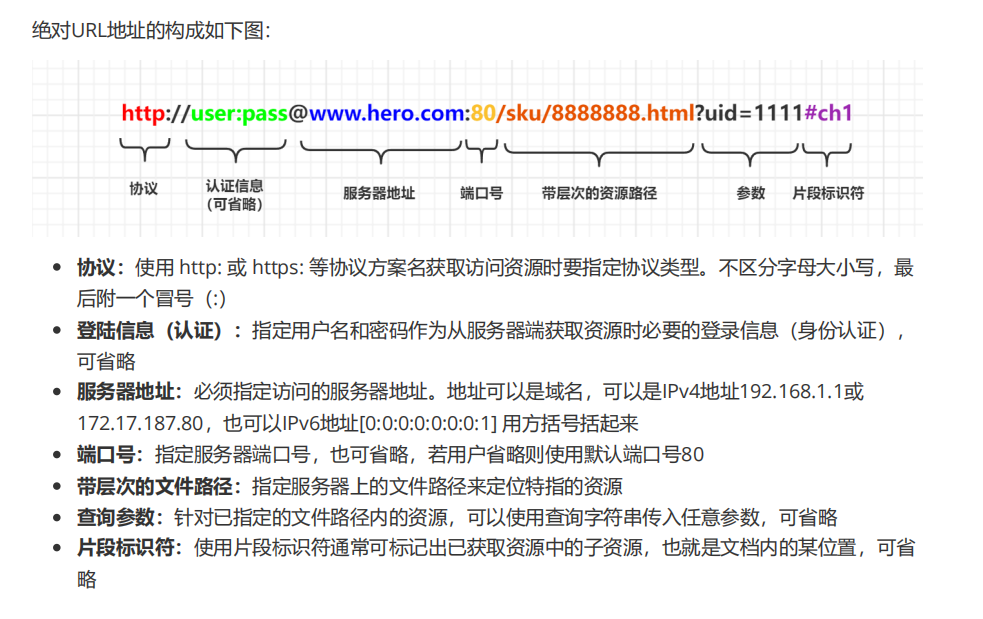 绝对URL地址的构成如下图：
http://user:pass@www.hero.com:80/sku/8888888.html?uid=1111#ch1
协议 认证信息（可省略） 服务器地址 端口号 带层次的资源路径 参数 片段标识符
协议：使用 http: 或 https: 等协议方案名获取访问资源时要指定协议类型。不区分字母大小写，最
后附一个冒号（:）
登陆信息（认证）：指定用户名和密码作为从服务器端获取资源时必要的登录信息（身份认证），
可省略
服务器地址：必须指定访问的服务器地址。地址可以是域名，可以是IPv4地址192.168.1.1或
172.17.187.80，也可以IPv6地址[0:0:0:0:0:0:0:1] 用方括号括起来
端口号：指定服务器端口号，也可省略，若用户省略则使用默认端口号80
带层次的文件路径：指定服务器上的文件路径来定位特指的资源
查询参数：针对已指定的文件路径内的资源，可以使用查询字符串传入任意参数，可省略
片段标识符：使用片段标识符通常可标记出已获取资源中的子资源，也就是文档内的某位置，可省
略